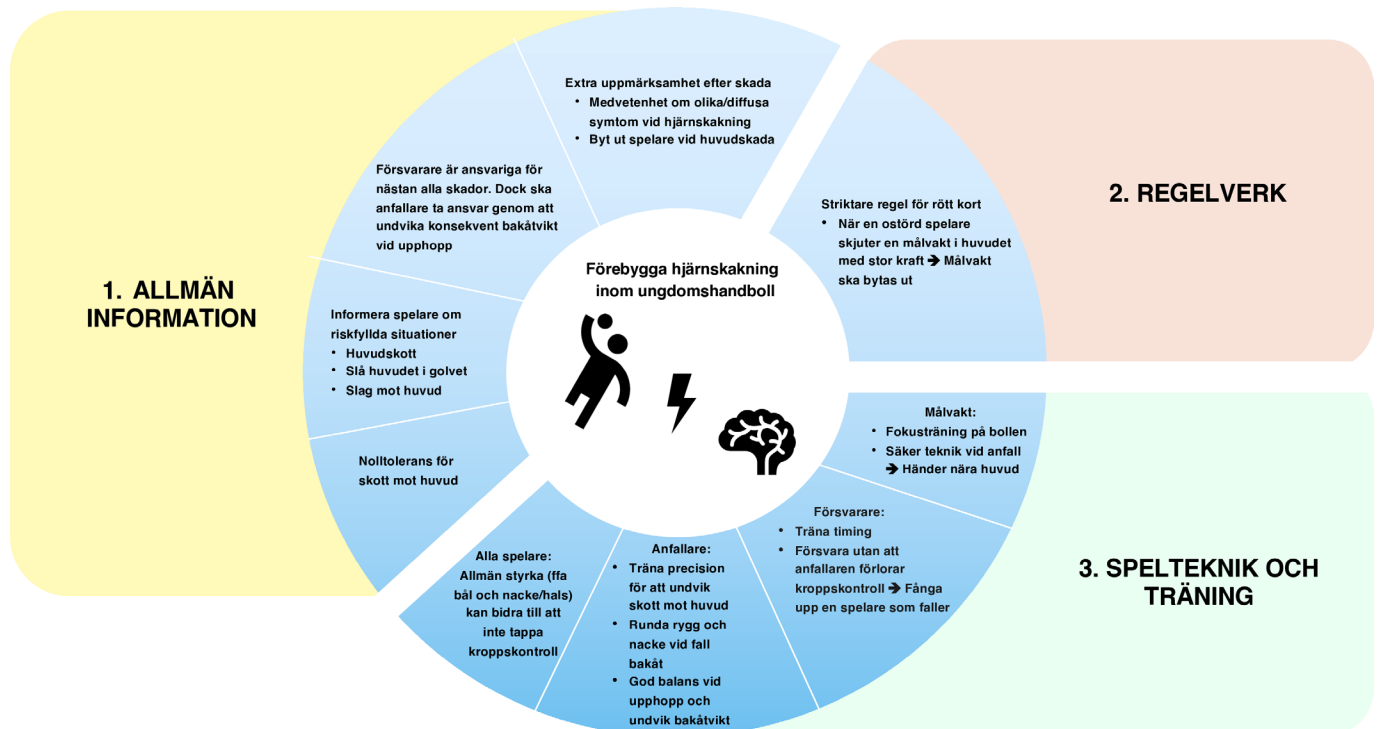 Förebygga hjärnskakning
inom ungdomshandboll
1. ALLMÄN
INFORMATION
Extra uppmärksamhet efter skada
• Medvetenhet om olika/diffusa
symtom vid hjärnskakning
• Byt ut spelare vid huvudskada
Försvarare är ansvariga för
nästan alla skador. Dock ska
anfallare ta ansvar genom att
undvika konsekvent bakåtvikt
vid upphopp
Informera spelare om
riskfyllda situationer
• Huvudskott
• Slå huvudet i golvet
• Slag mot huvud
Nolltolerans för
skott mot huvud
2. REGELVERK
Striktare regel för rött kort
• När en ostörd spelare
skjuter en målvakt i huvudet
med stor kraft ➔ Målvakt
ska bytas ut
3. SPELTEKNIK OCH
TRÄNING
Målvakt:
• Fokusträning på bollen
• Säker teknik vid anfall
➔ Händer nära huvud
Försvarare:
• Träna timing
• Försvara utan att
anfallaren förlorar
kroppskontroll ➔ Fånga
upp en spelare som faller
Anfallare:
• Träna precision
för att undvik
skott mot huvud
• Runda rygg och
nacke vid fall
bakåt
• God balans vid
upphopp och
undvik bakåtvikt
Alla spelare:
Allmän styrka (ffa
bål och nacke/hals)
kan bidra till att
inte tappa
kroppskontroll